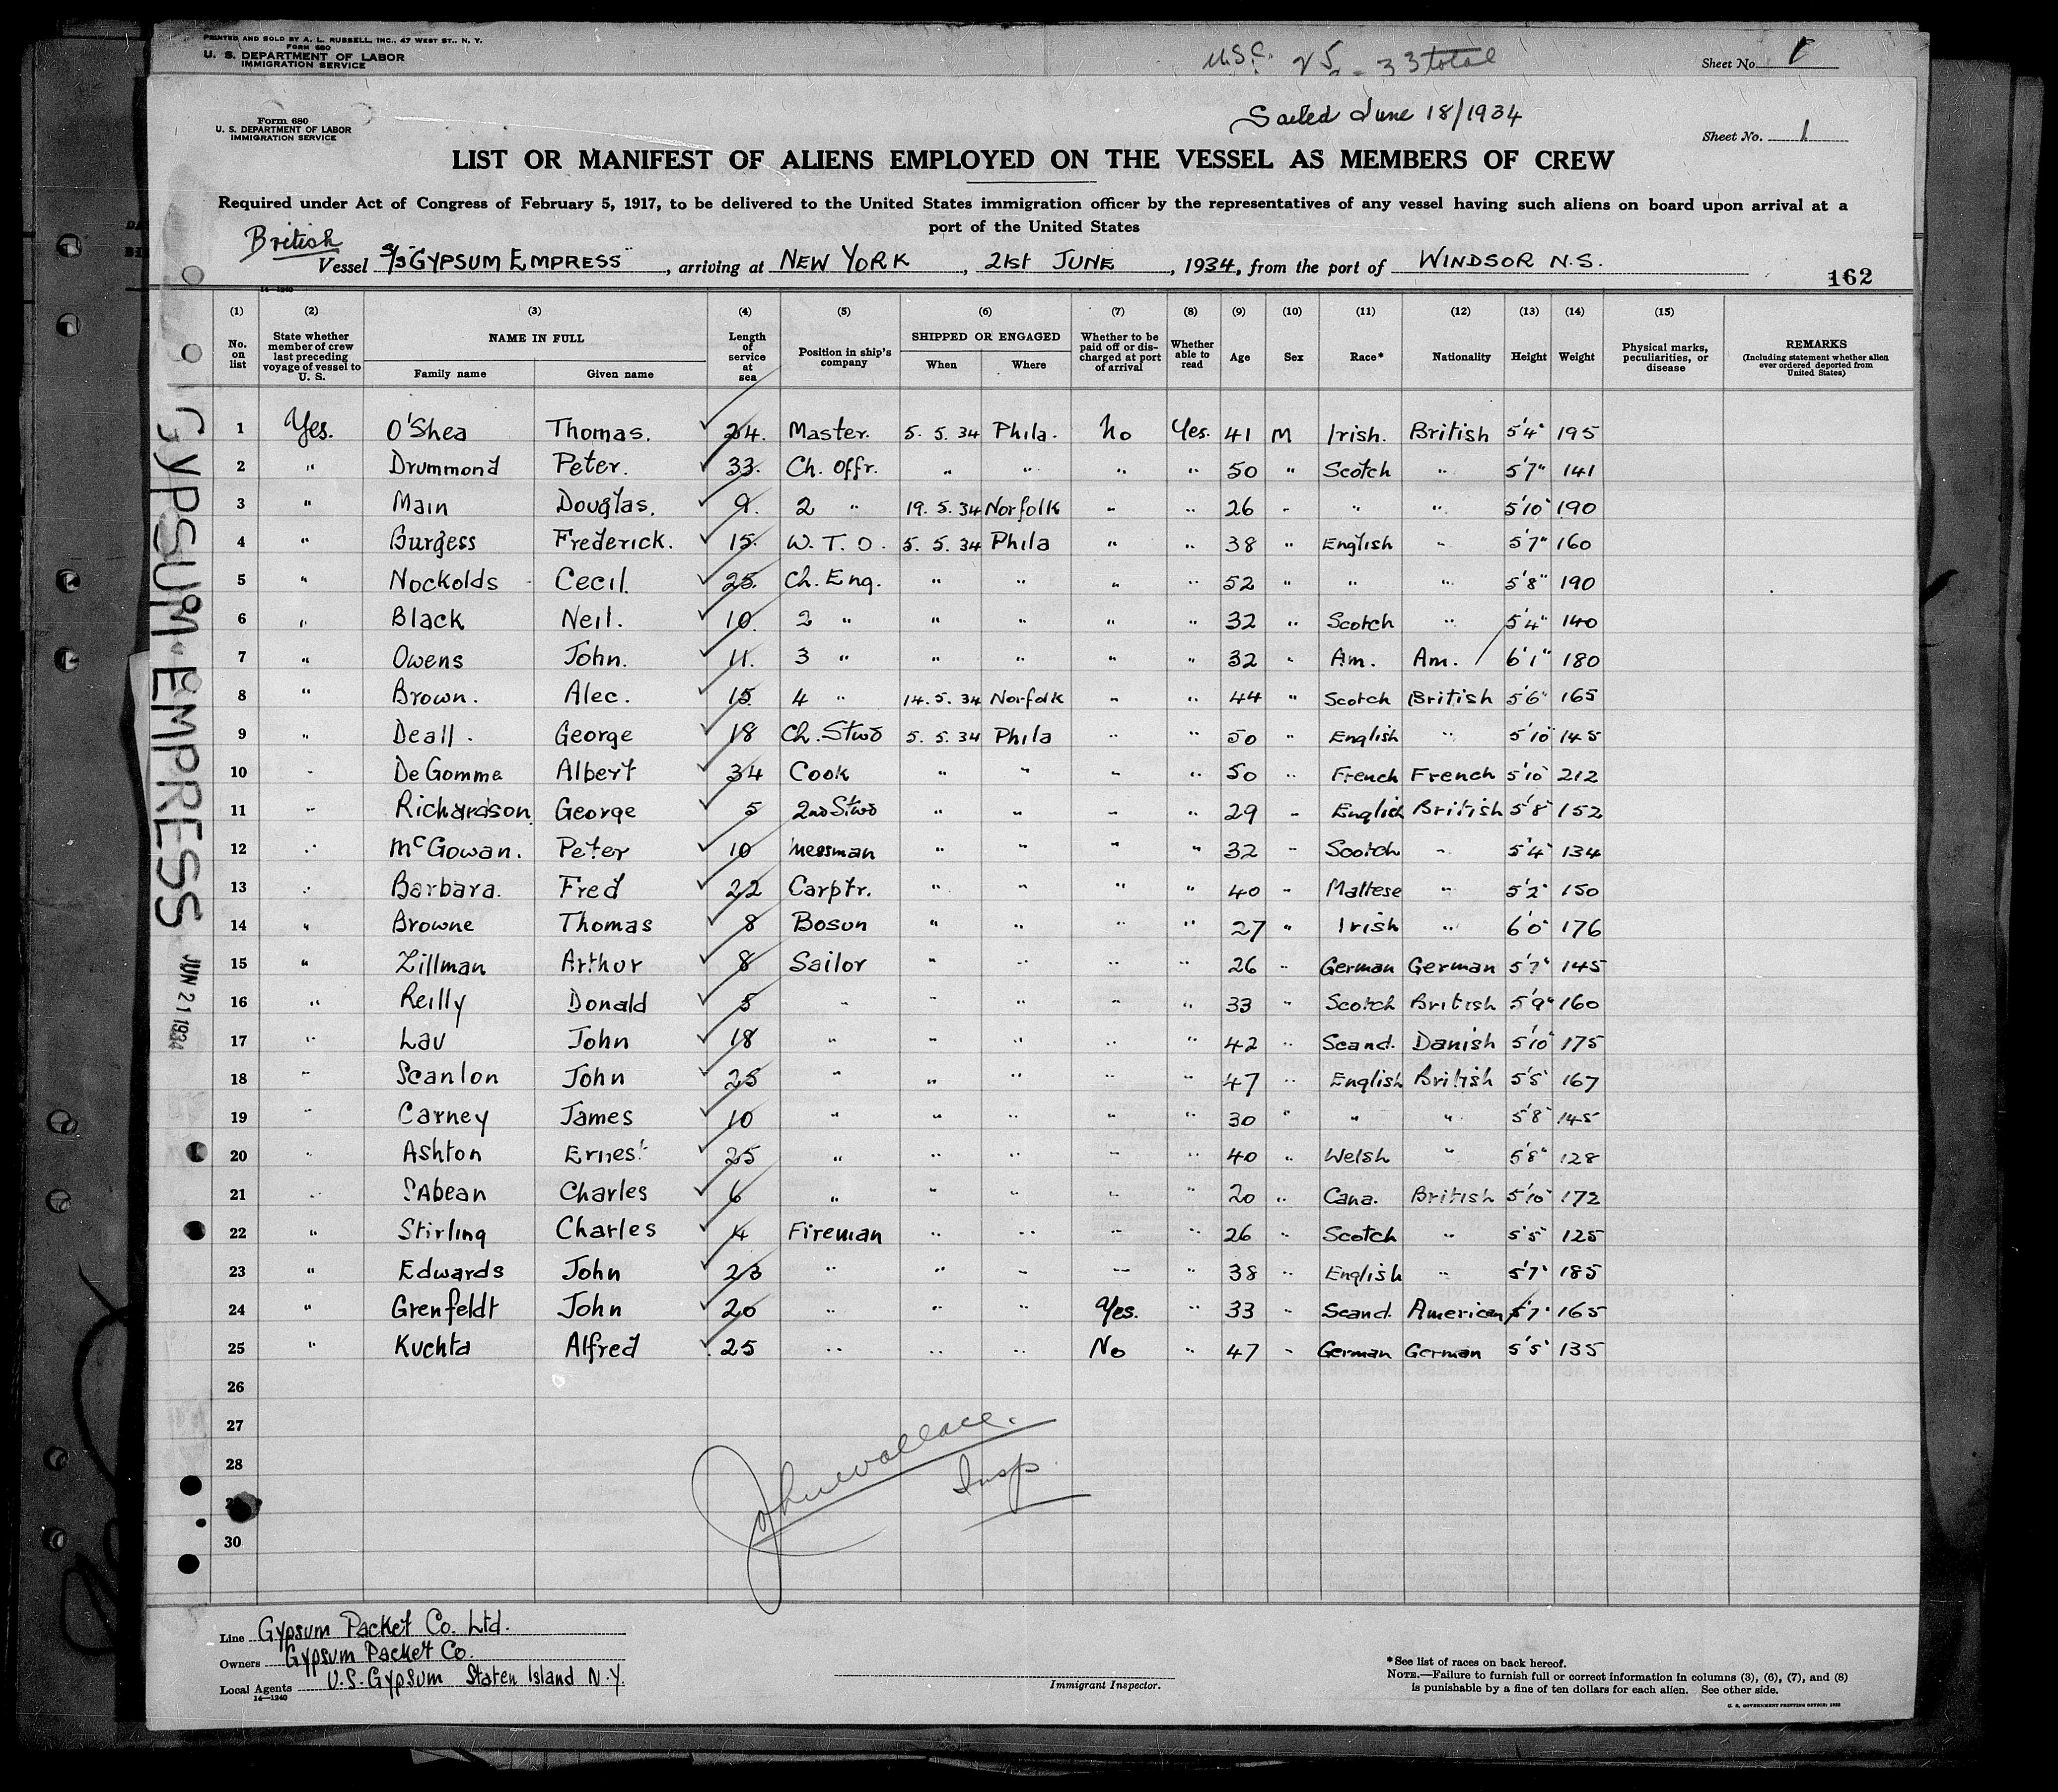 PRINTED AND SOLD BY A. L. RUSSELL, INC., 47 WEST ST., N. Y.
FORM 680
U. S. DEPARTMENT OF LABOR
IMMIGRATION SERVICE
U.S.C. 25 - 33 total
Sheet No. 1
Sailed June 18/1934
Form 680
U. S. DEPARTMENT OF LABOR
IMMIGRATION SERVICE
Sheet No. 1
LIST OR MANIFEST OF ALIENS EMPLOYED ON THE VESSEL AS MEMBERS OF CREW
Required under Act of Congress of February 5, 1917, to be delivered to the United States immigration officer by the representatives of any vessel having such aliens on board upon arrival at a
port of the United States
British
Vessel S/S "GYPSUM EMPRESS", arriving at NEW YORK, 21st JUNE, 1934, from the port of WINDSOR N.S.
162
14—1240
(1) (2) (3) (4) (5) (6) (7) (8) (9) (10) (11) (12) (13) (14) (15)
No. on list
State whether member of crew last preceding voyage of vessel to U. S.
NAME IN FULL
Family name
Given name
Length of service at sea
Position in ship's company
SHIPPED OR ENGAGED
When
Where
Whether to be paid off or discharged at port of arrival
Whether able to read
Age
Sex
Race*
Nationality
Height
Weight
Physical marks, peculiarities, or disease
REMARKS
(Including statement whether alien ever ordered deported from United States)
1 Yes. O'Shea Thomas. 24. Master. 5. 5. 34 Phila. No Yes. 41 M Irish. British 5'4" 195
2 " Drummond Peter. 33. Ch. Offr. " " " " 50 " Scotch " 5'7" 141
3 " Main Douglas. 9. 2 " 19. 5. 34 Norfolk " " 26 " " " 5'10" 190
4 " Burgess Frederick. 15. W. T. O. 5. 5. 34 Phila " " 38 " English " 5'7" 160
5 " Nockolds Cecil. 25. Ch. Eng. " " " " 52 " " " 5'8" 190
6 " Black Neil. 10. 2 " " " " " 32 " Scotch " 5'4" 140
7 " Owens John. 11. 3 " " " " " 32 " Am. Am. 6'1" 180
8 " Brown. Alec. 15. 4 " 14. 5. 34 Norfolk " " 44 " Scotch British 5'6" 165
9 " Deall. George 18 Ch. Stwd 5. 5. 34 Phila " " 50 " English " 5'10" 145
10 " DeGomme Albert 34 Cook " " " " 50 " French French 5'10" 212
11 " Richardson George 5 2nd Stwd " " " " 29 " English British 5'8" 152
12 " McGowan. Peter 10 Messman " " " " 32 " Scotch " 5'4" 134
13 " Barbara. Fred 22 Carptr. " " " " 40 " Maltese " 5'2" 150
14 " Browne Thomas 8 Bosun " " " " 27 " Irish " 6'0" 176
15 " Zillman Arthur 8 Sailor " " " " 26 " German German 5'7" 145
16 " Reilly Donald 5 " " " " " 33 " Scotch British 5'9" 160
17 " Lau John 18 " " " " " 42 " Scand. Danish 5'10" 175
18 " Scanlon John 25 " " " " " 47 " English British 5'5" 167
19 " Carney James 10 " " " " " 30 " " " 5'8" 145
20 " Ashton Ernest 25 " " " " " 40 " Welsh " 5'8" 128
21 " SAbean Charles 6 " " " " " 20 " Cana. British 5'10" 172
22 " Stirling Charles 4 Fireman " " " " 26 " Scotch " 5'5" 125
23 " Edwards John 23 " " " " " 38 " English " 5'7" 185
24 " Grenfeldt John 20 " " " Yes. " 33 " Scand. American 5'7" 165
25 " Kuchta Alfred 25 " " " No " 47 " German German 5'5" 135
26
27
28
29
30
John Wallace.
Insp
GYPSUM EMPRESS
JUN 21 1934
Line Gypsum Packet Co. Ltd.
Owners Gypsum Packet Co.
Local Agents U.S. Gypsum Staten Island N.Y.
14—1240
Immigrant Inspector.
*See list of races on back hereof.
NOTE.—Failure to furnish full or correct information in columns (3), (6), (7), and (8)
is punishable by a fine of ten dollars for each alien. See other side.
U. S. GOVERNMENT PRINTING OFFICE: 1933